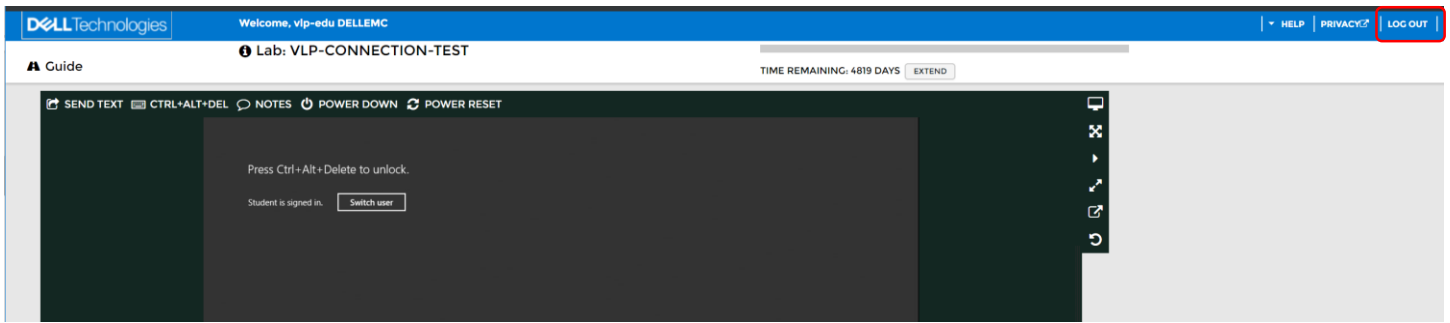 DELLTechnologies Welcome, vlp-edu DELLEMC HELP PRIVACY LOG OUT
Lab: VLP-CONNECTION-TEST
Guide
TIME REMAINING: 4819 DAYS EXTEND
SEND TEXT CTRL+ALT+DEL NOTES POWER DOWN POWER RESET
Press Ctrl+Alt+Delete to unlock.
Student is signed in. Switch user